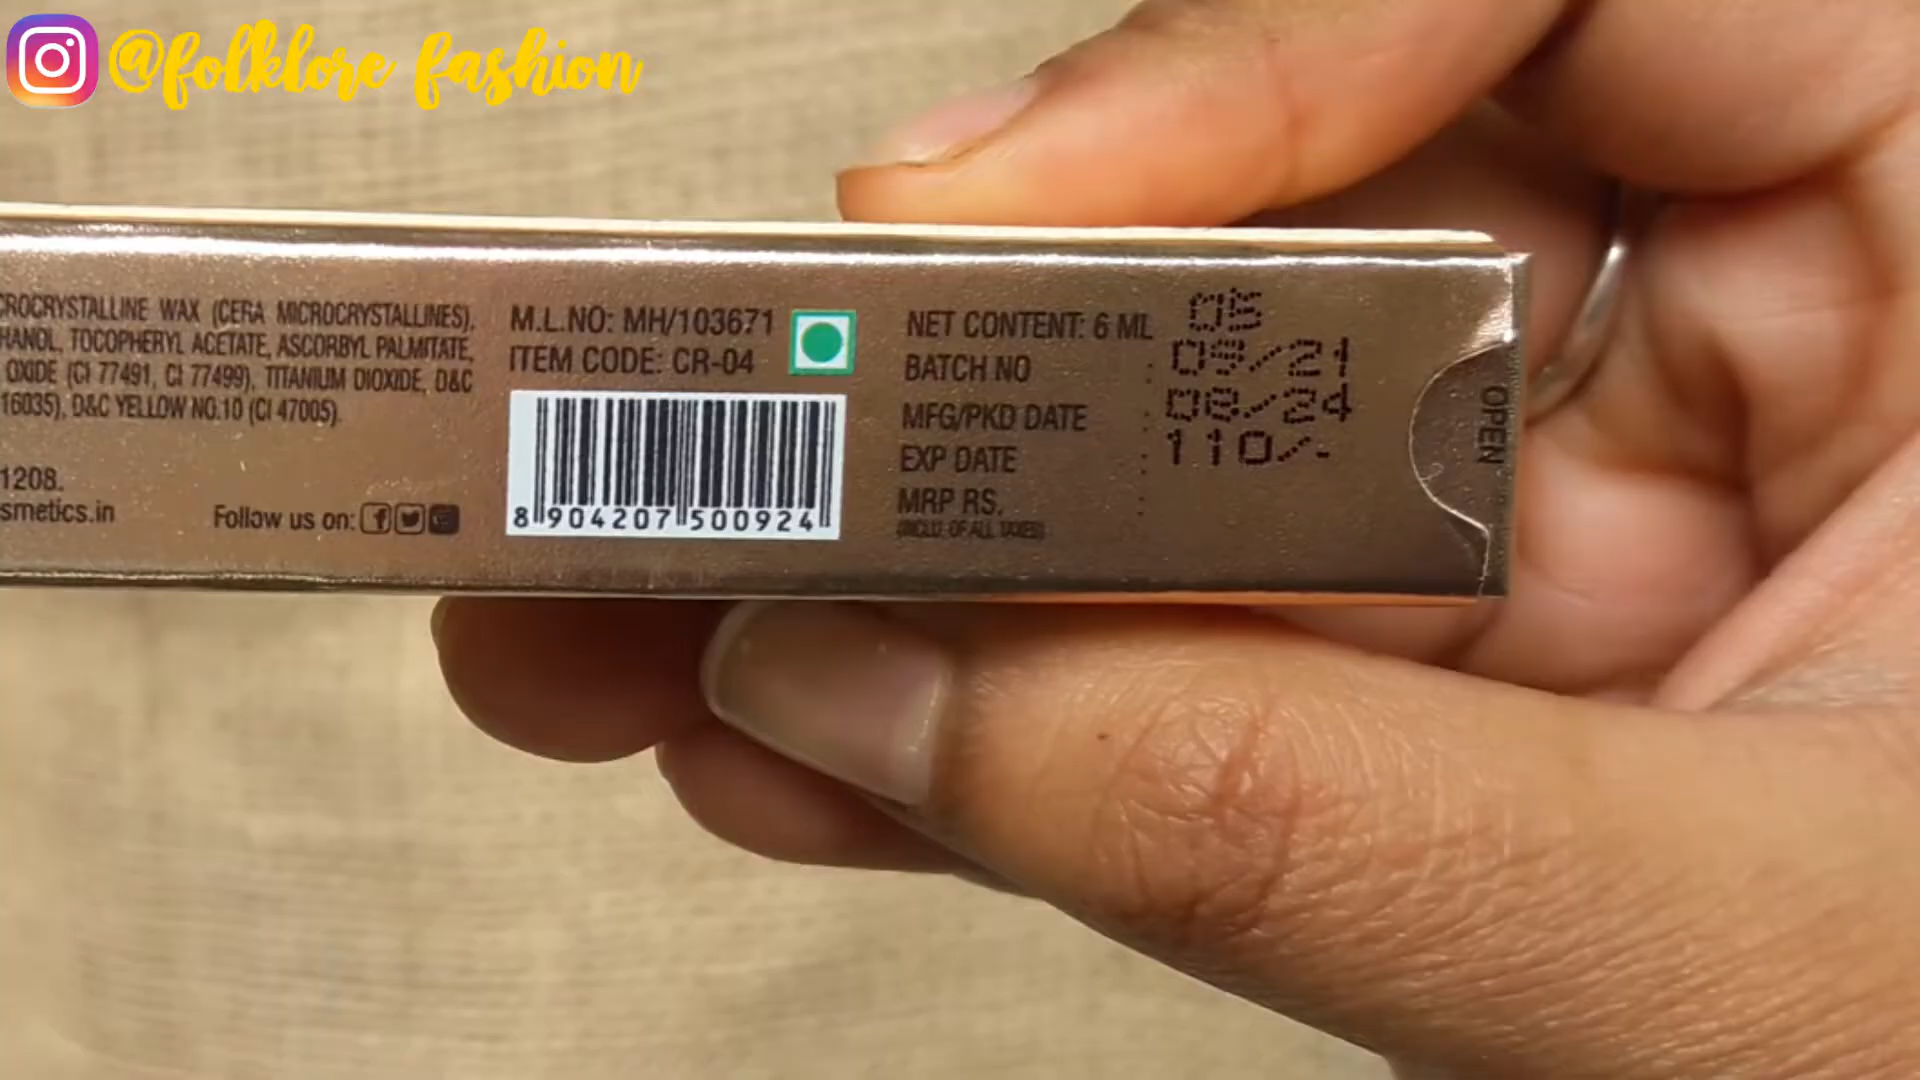 @folklore fashion
CROCRYSTALLINE WAX (CERA MICROCRYSTALLINES),
HANOL, TOCOPHERYL ACETATE, ASCORBYL PALMITATE,
OXIDE (CI 77491, CI 77499), TITANIUM DIOXIDE, D&C
16035), D&C YELLOW NO.10 (CI 47005).
1208.
smetics.in
Follow us on:
M.L.NO: MH/103671
ITEM CODE: CR-04
8 904207 500924
NET CONTENT: 6 ML
BATCH NO : 05
MFG/PKD DATE : 09/21
EXP DATE : 08/24
MRP RS. : 110/-
(INCLU. OF ALL TAXES)
OPEN